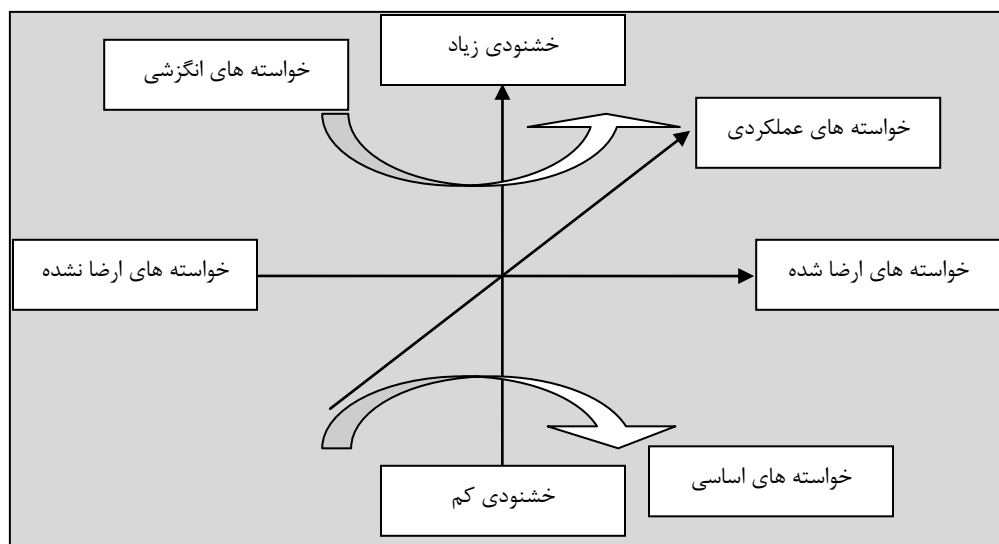 خشنودی زیاد
خواسته های انگزشی
خواسته های عملکردی
خواسته های ارضا شده
خواسته های ارضا نشده
خواسته های اساسی
خشنودی کم